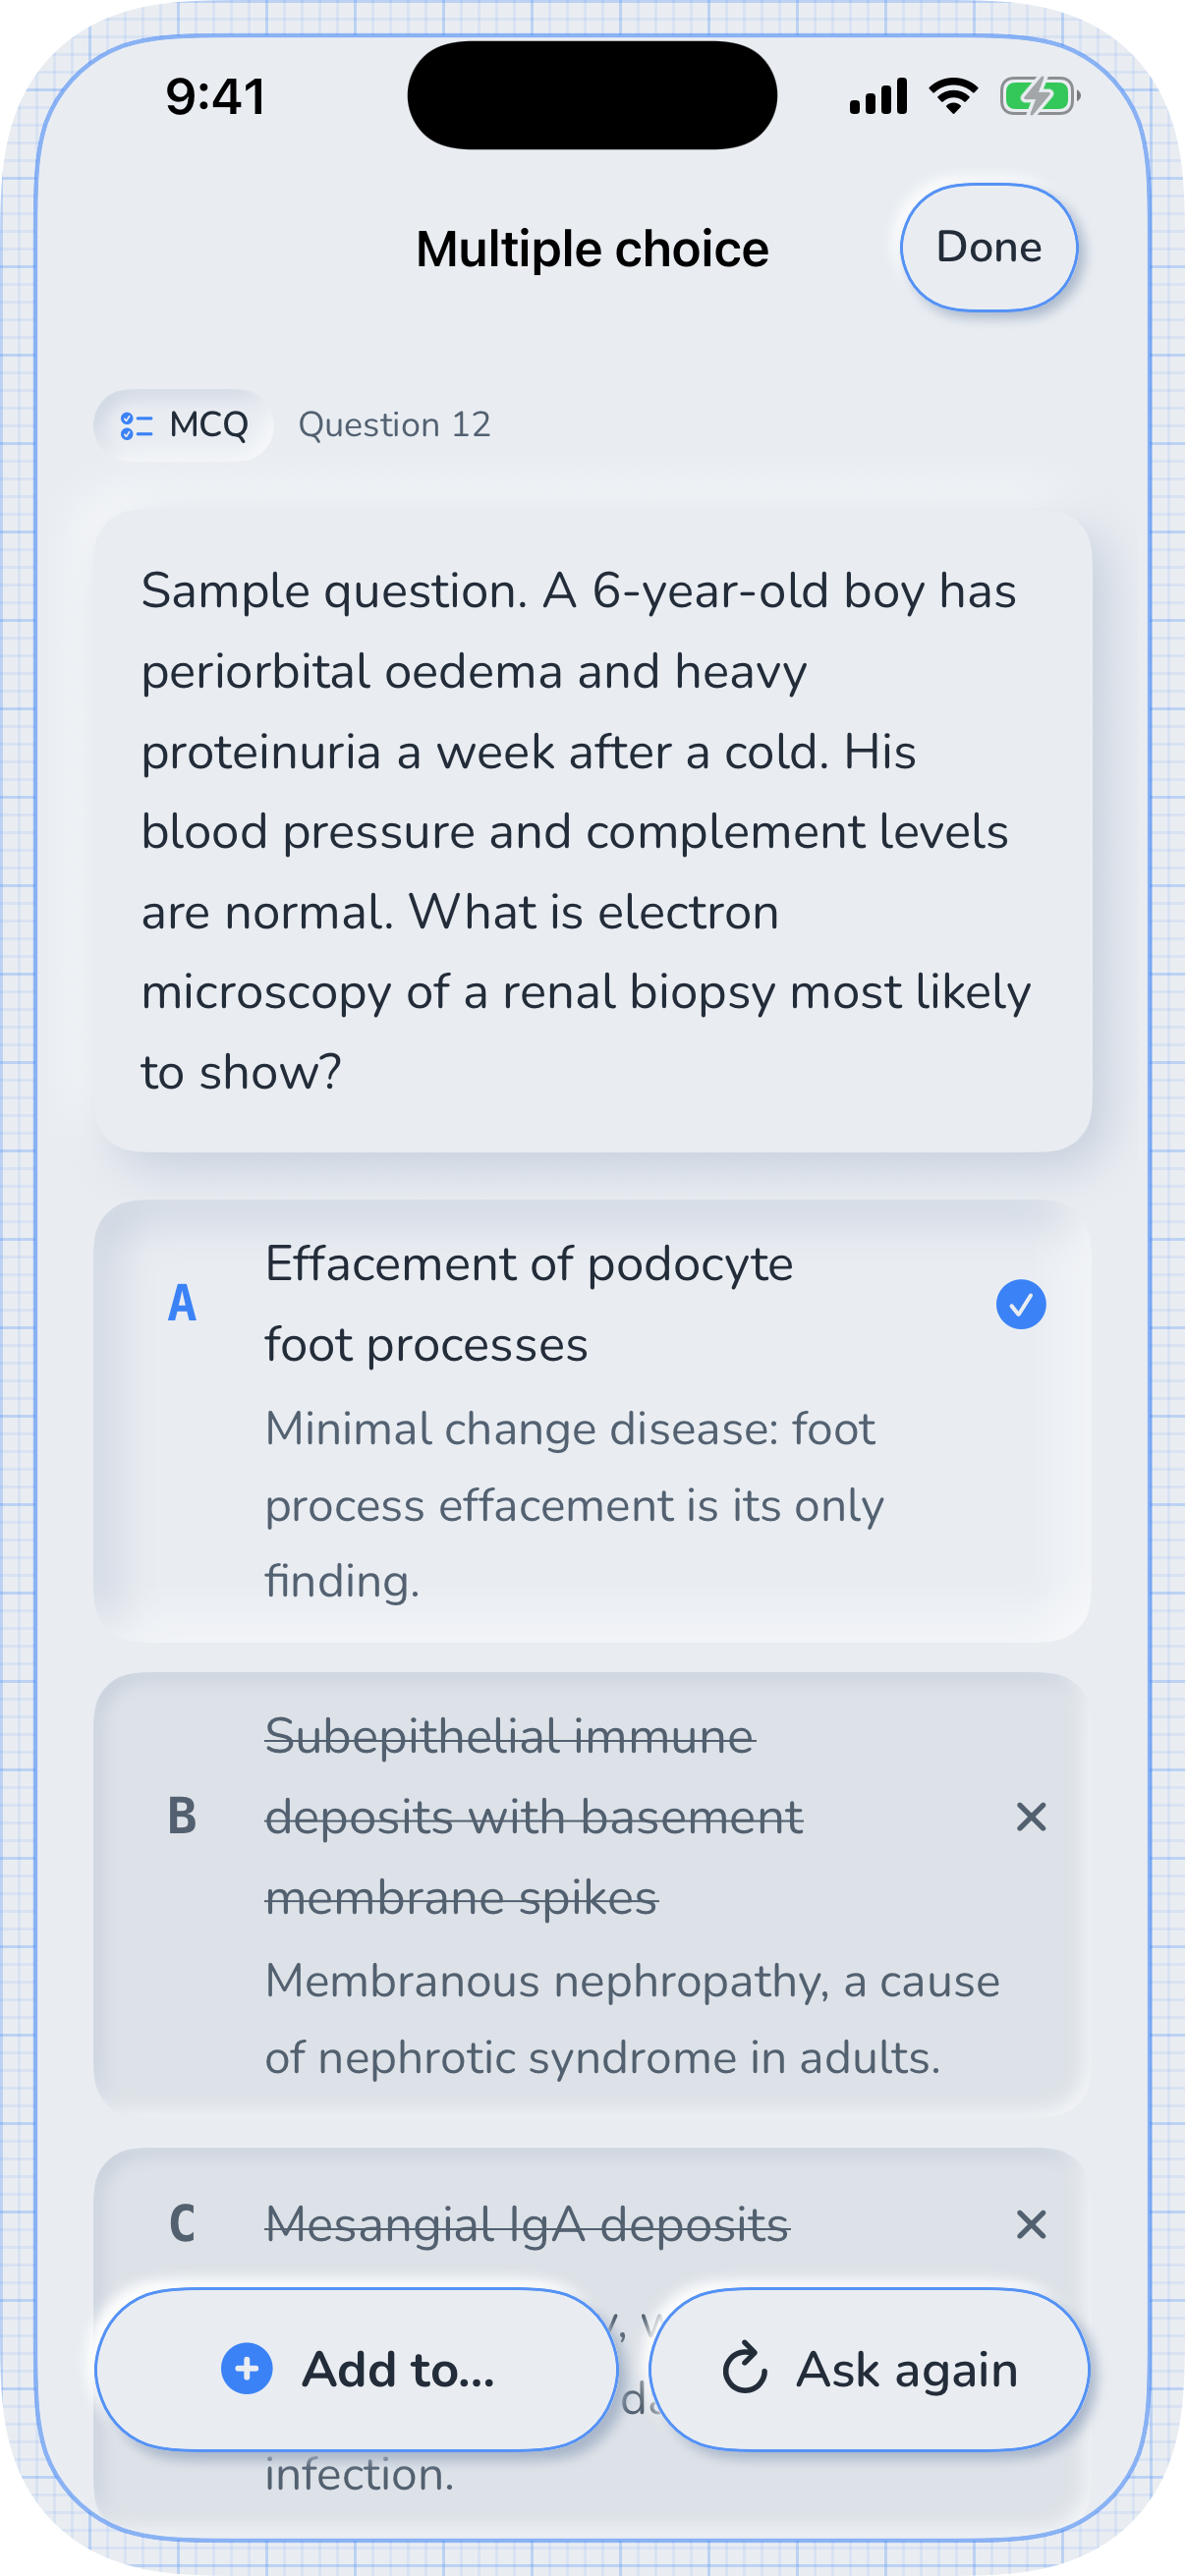 9:41
Multiple choice
Done
MCQ
Question 12
Sample question. A 6-year-old boy has
periorbital oedema and heavy
proteinuria a week after a cold. His
blood pressure and complement levels
are normal. What is electron
microscopy of a renal biopsy most likely
to show?
A
Effacement of podocyte
foot processes
Minimal change disease: foot
process effacement is its only
finding.
B
Subepithelial immune
deposits with basement
membrane spikes
Membranous nephropathy, a cause
of nephrotic syndrome in adults.
C
Mesangial IgA deposits
infection.
Add to...
Ask again